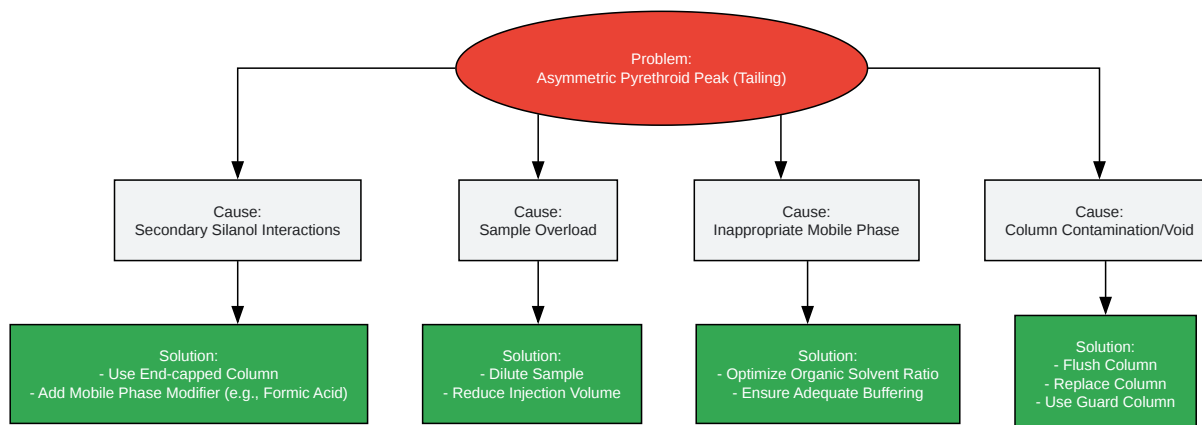 Problem:
Asymmetric Pyrethroid Peak (Tailing)
Cause:
Secondary Silanol Interactions
Cause:
Sample Overload
Cause:
Inappropriate Mobile Phase
Cause:
Column Contamination/Void
Solution:
- Use End-capped Column
- Add Mobile Phase Modifier (e.g., Formic Acid)
Solution:
- Dilute Sample
- Reduce Injection Volume
Solution:
- Optimize Organic Solvent Ratio
- Ensure Adequate Buffering
Solution:
- Flush Column
- Replace Column
- Use Guard Column